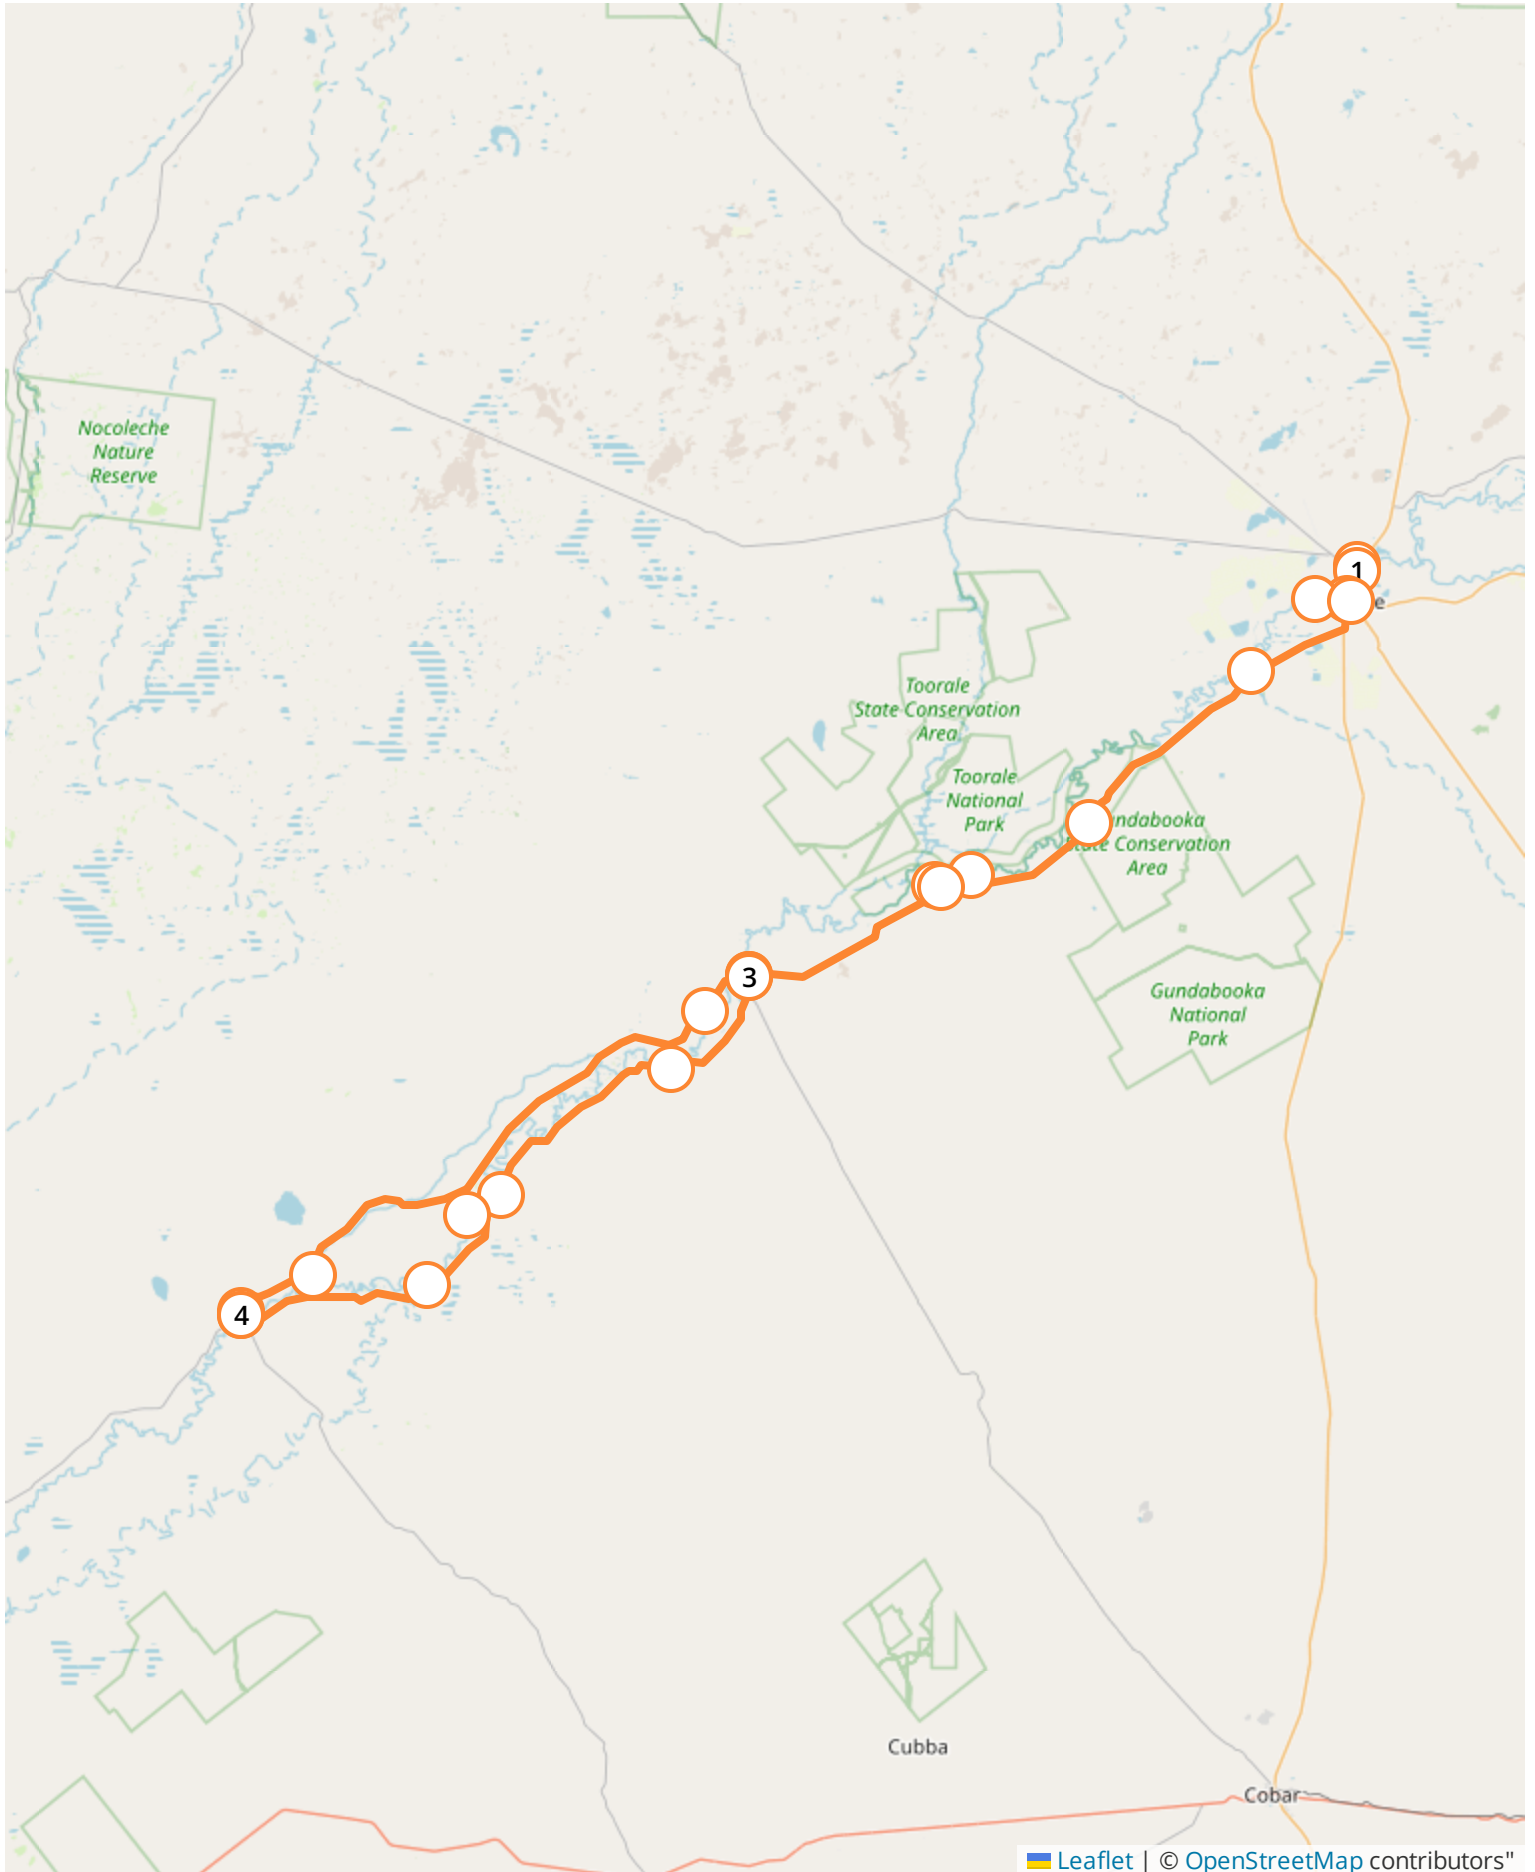 Nocoleche
Nature
Reserve
1
e
Toorale
State Conservation
Area
Toorale
National
Park
ndabooka
State Conservation
Area
3
Gundabooka
National
Park
4
Cubba
Cobar
Leaflet | © OpenStreetMap contributors"